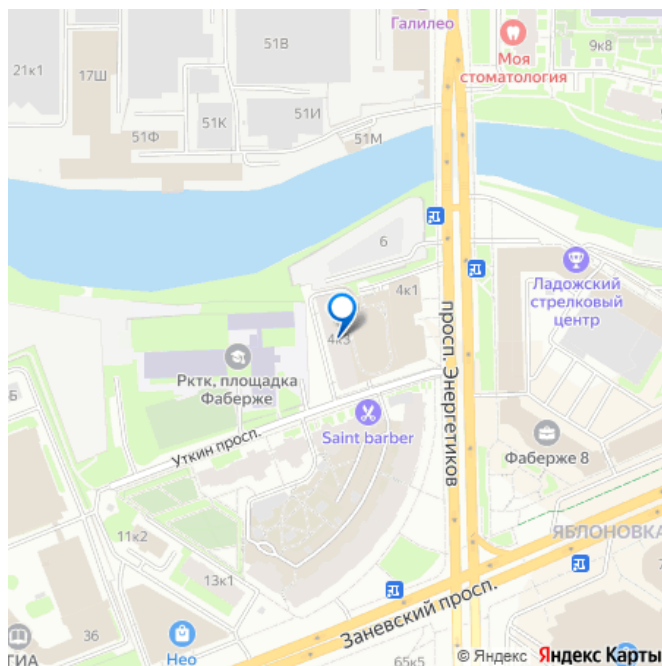 Галилео
Моя
стоматология
9к8
51В
21к1
17Ш
51И
51К
51Ф
51М
6
4к1
4к3
Ладожский
стрелковый
центр
просп. Энергетиков
Рктк, площадка
Фаберже
Уткин просп.
Saint barber
Фаберже 8
ЯБЛОНОВКА
11к2
13к1
Заневский просп.
36
Нео
65к5
© Яндекс Яндекс Карты